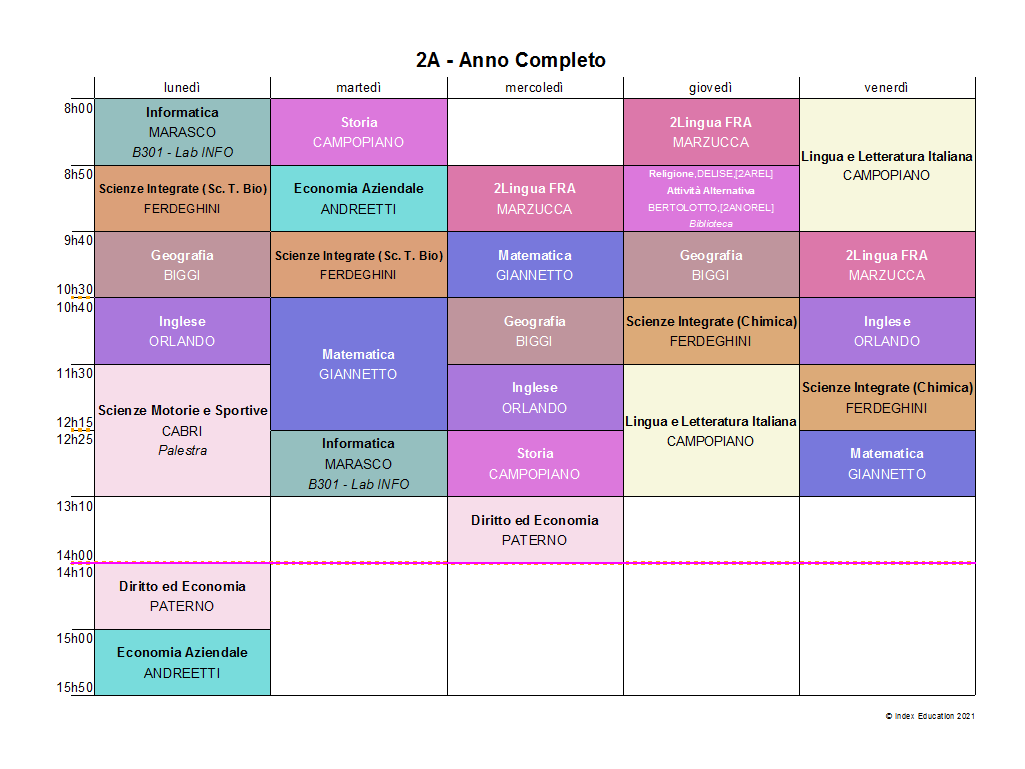 2A - Anno Completo
lunedì
martedì
mercoledì
giovedì
venerdì
8h00
Informatica
MARASCO
B301 - Lab INFO
Storia
CAMPOPIANO
2Lingua FRA
MARZUCCA
Lingua e Letteratura Italiana
CAMPOPIANO
8h50
Scienze Integrate (Sc. T. Bio)
FERDEGHINI
Economia Aziendale
ANDREETTI
2Lingua FRA
MARZUCCA
Religione,DELISE,[2AREL]
Attività Alternativa
BERTOLOTTO,[2ANOREL]
Biblioteca
9h40
Geografia
BIGGI
Scienze Integrate (Sc. T. Bio)
FERDEGHINI
Matematica
GIANNETTO
Geografia
BIGGI
2Lingua FRA
MARZUCCA
10h30
10h40
Inglese
ORLANDO
Matematica
GIANNETTO
Geografia
BIGGI
Scienze Integrate (Chimica)
FERDEGHINI
Inglese
ORLANDO
11h30
Scienze Motorie e Sportive
CABRI
Palestra
Inglese
ORLANDO
Lingua e Letteratura Italiana
CAMPOPIANO
Scienze Integrate (Chimica)
FERDEGHINI
12h15
12h25
Informatica
MARASCO
B301 - Lab INFO
Storia
CAMPOPIANO
Matematica
GIANNETTO
13h10
Diritto ed Economia
PATERNO
14h00
14h10
Diritto ed Economia
PATERNO
15h00
Economia Aziendale
ANDREETTI
15h50
© Index Education 2021